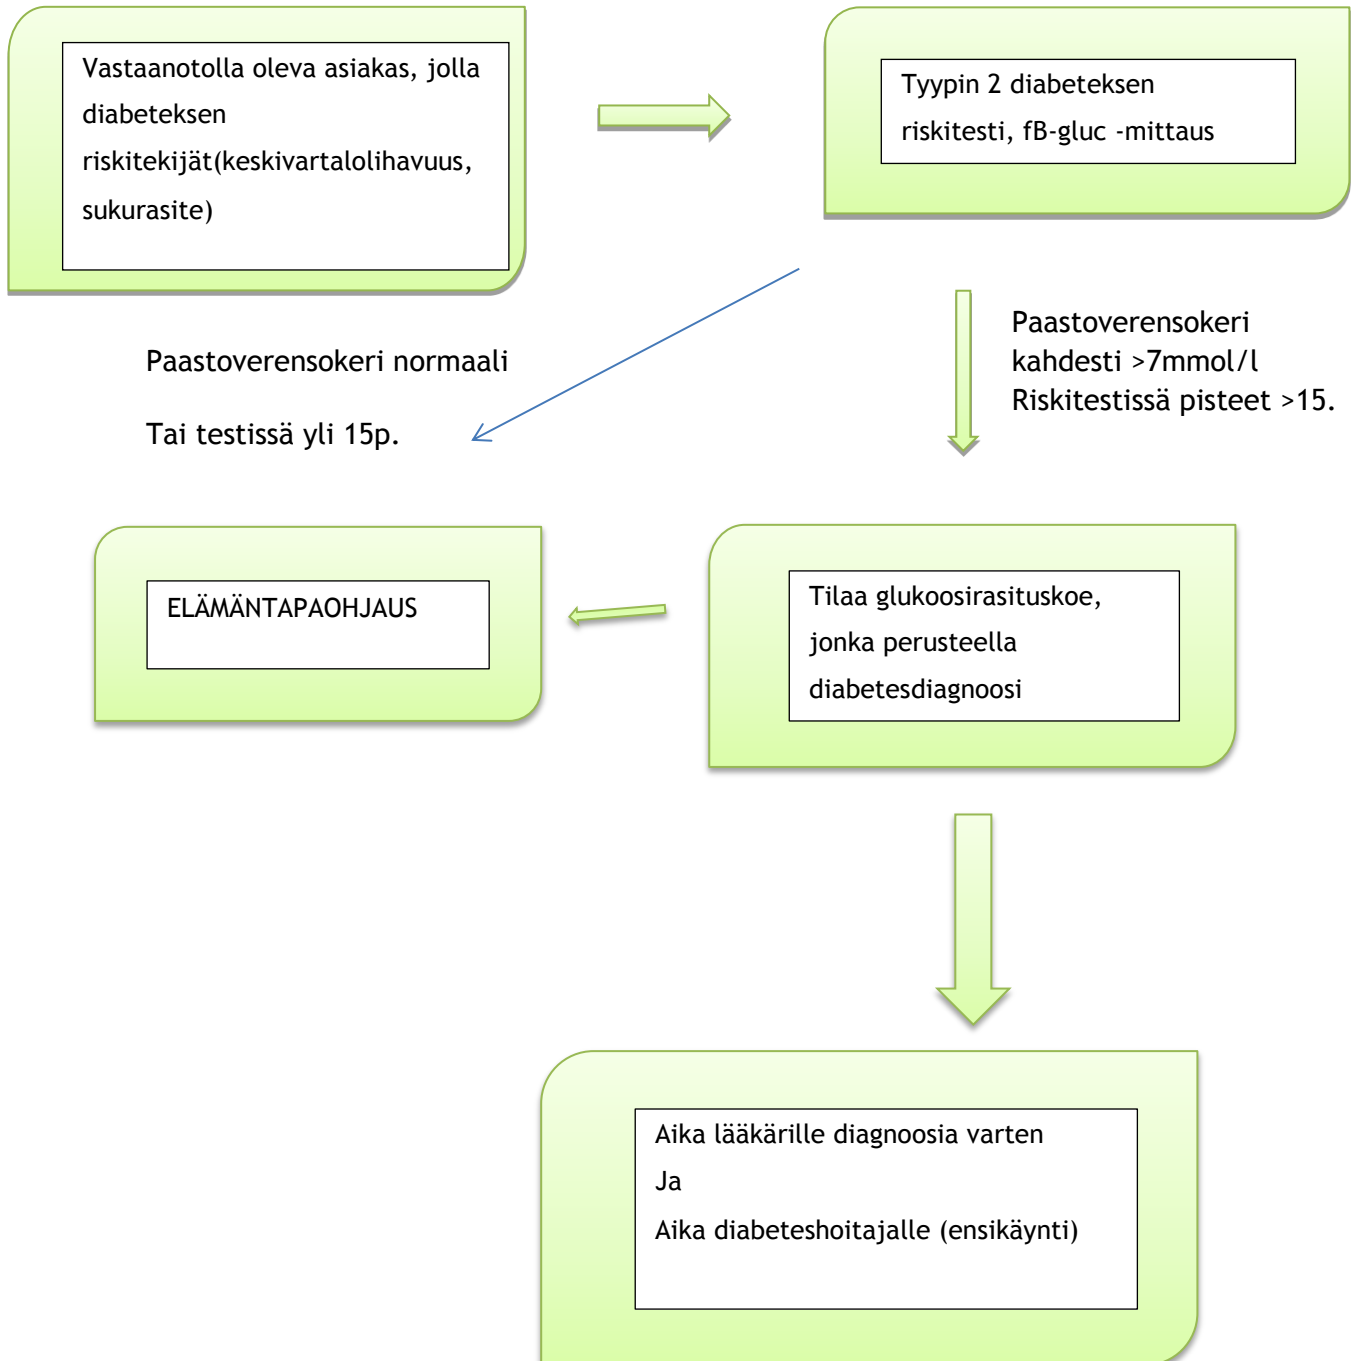 Vastaanotolla oleva asiakas, jolla
diabeteksen
riskitekijät(keskivartalolihavuus,
sukurasite)
Tyypin 2 diabeteksen
riskitesti, fB-gluc -mittaus
Paastoverensokeri normaali
Tai testissä yli 15p.
Paastoverensokeri
kahdesti >7mmol/l
Riskitestissä pisteet >15.
ELÄMÄNTAPAOHJAUS
Tilaa glukoosirasituskoe,
jonka perusteella
diabetesdiagnoosi
Aika lääkärille diagnoosia varten
Ja
Aika diabeteshoitajalle (ensikäynti)